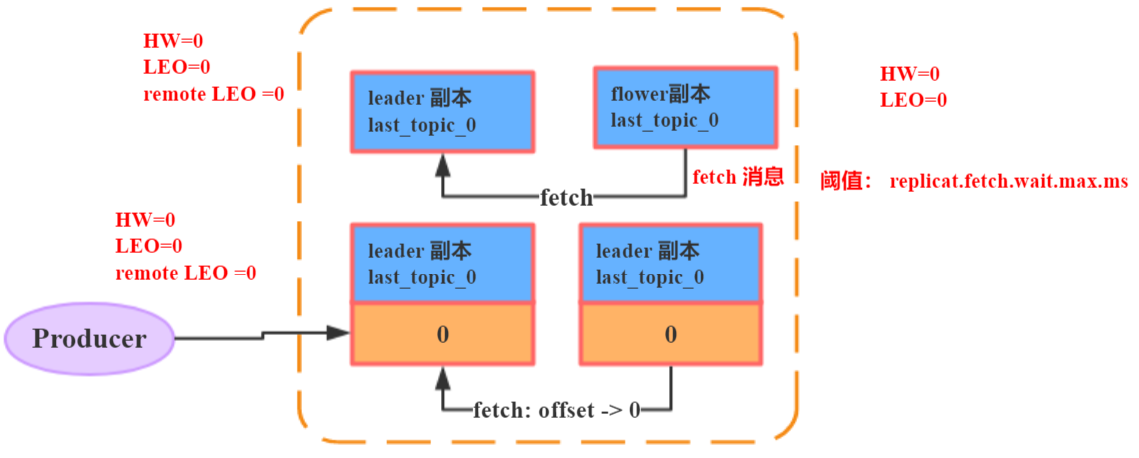 HW=0
LEO=0
remote LEO =0
leader 副本
last_topic_0
flower副本
last_topic_0
HW=0
LEO=0
fetch 消息
阈值： replicat.fetch.wait.max.ms
fetch
HW=0
LEO=0
remote LEO =0
leader 副本
last_topic_0
leader 副本
last_topic_0
Producer
0
0
fetch: offset -> 0